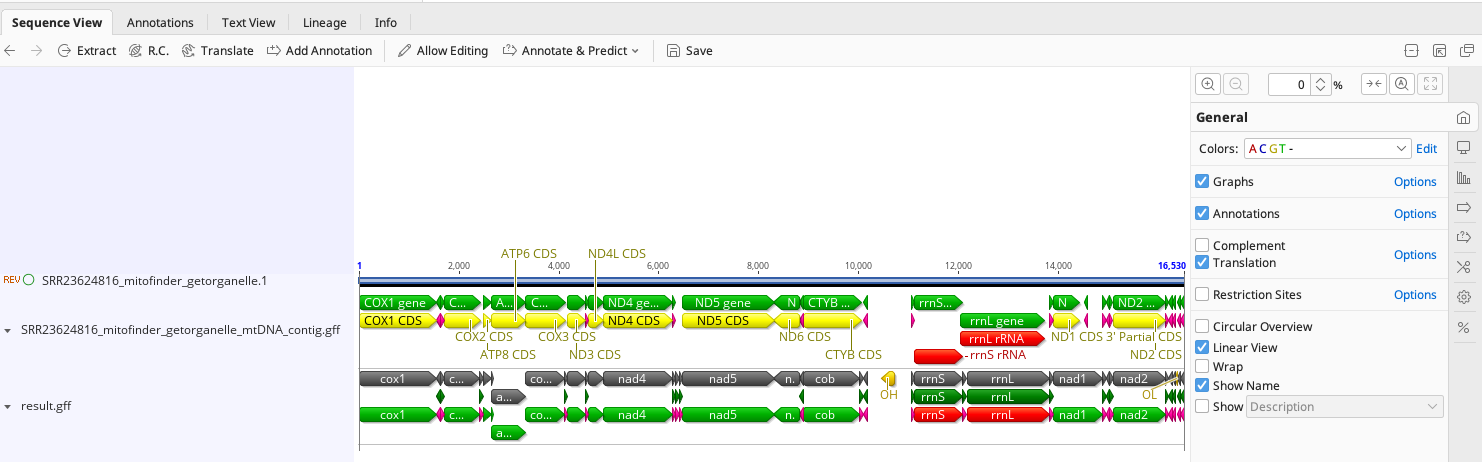 Sequence View Annotations Text View Lineage Info
Extract R.C. Translate Add Annotation Allow Editing Annotate & Predict Save
0 %
General
Colors: A C G T - Edit
Graphs Options
Annotations Options
Complement
Translation
Options
Restriction Sites Options
Circular Overview
Linear View
Wrap
Show Name
Show Description
ATP6 CDS ND4L CDS
1 2,000 4,000 6,000 8,000 10,000 12,000 14,000 16,530
REV SRR23624816_mitofinder_getorganelle.1
COX1 gene C... A... C... ND4 ge... ND5 gene N CTYB ... rrnS... N ND2 ...
SRR23624816_mitofinder_getorganelle_mtDNA_contig.gff
COX1 CDS ND4 CDS ND5 CDS rrnL gene
COX2 CDS COX3 CDS ND6 CDS rrnL rRNA ND1 CDS 3' Partial CDS
ATP8 CDS ND3 CDS CTYB CDS -rrnS rRNA ND2 CDS
cox1 c... co... nad4 nad5 n. cob rrnS rrnL nad1 nad2
a... OH rrnS rrnL OL
result.gff
cox1 c... co... nad4 nad5 n. cob rrnS rrnL nad1 nad2
a...